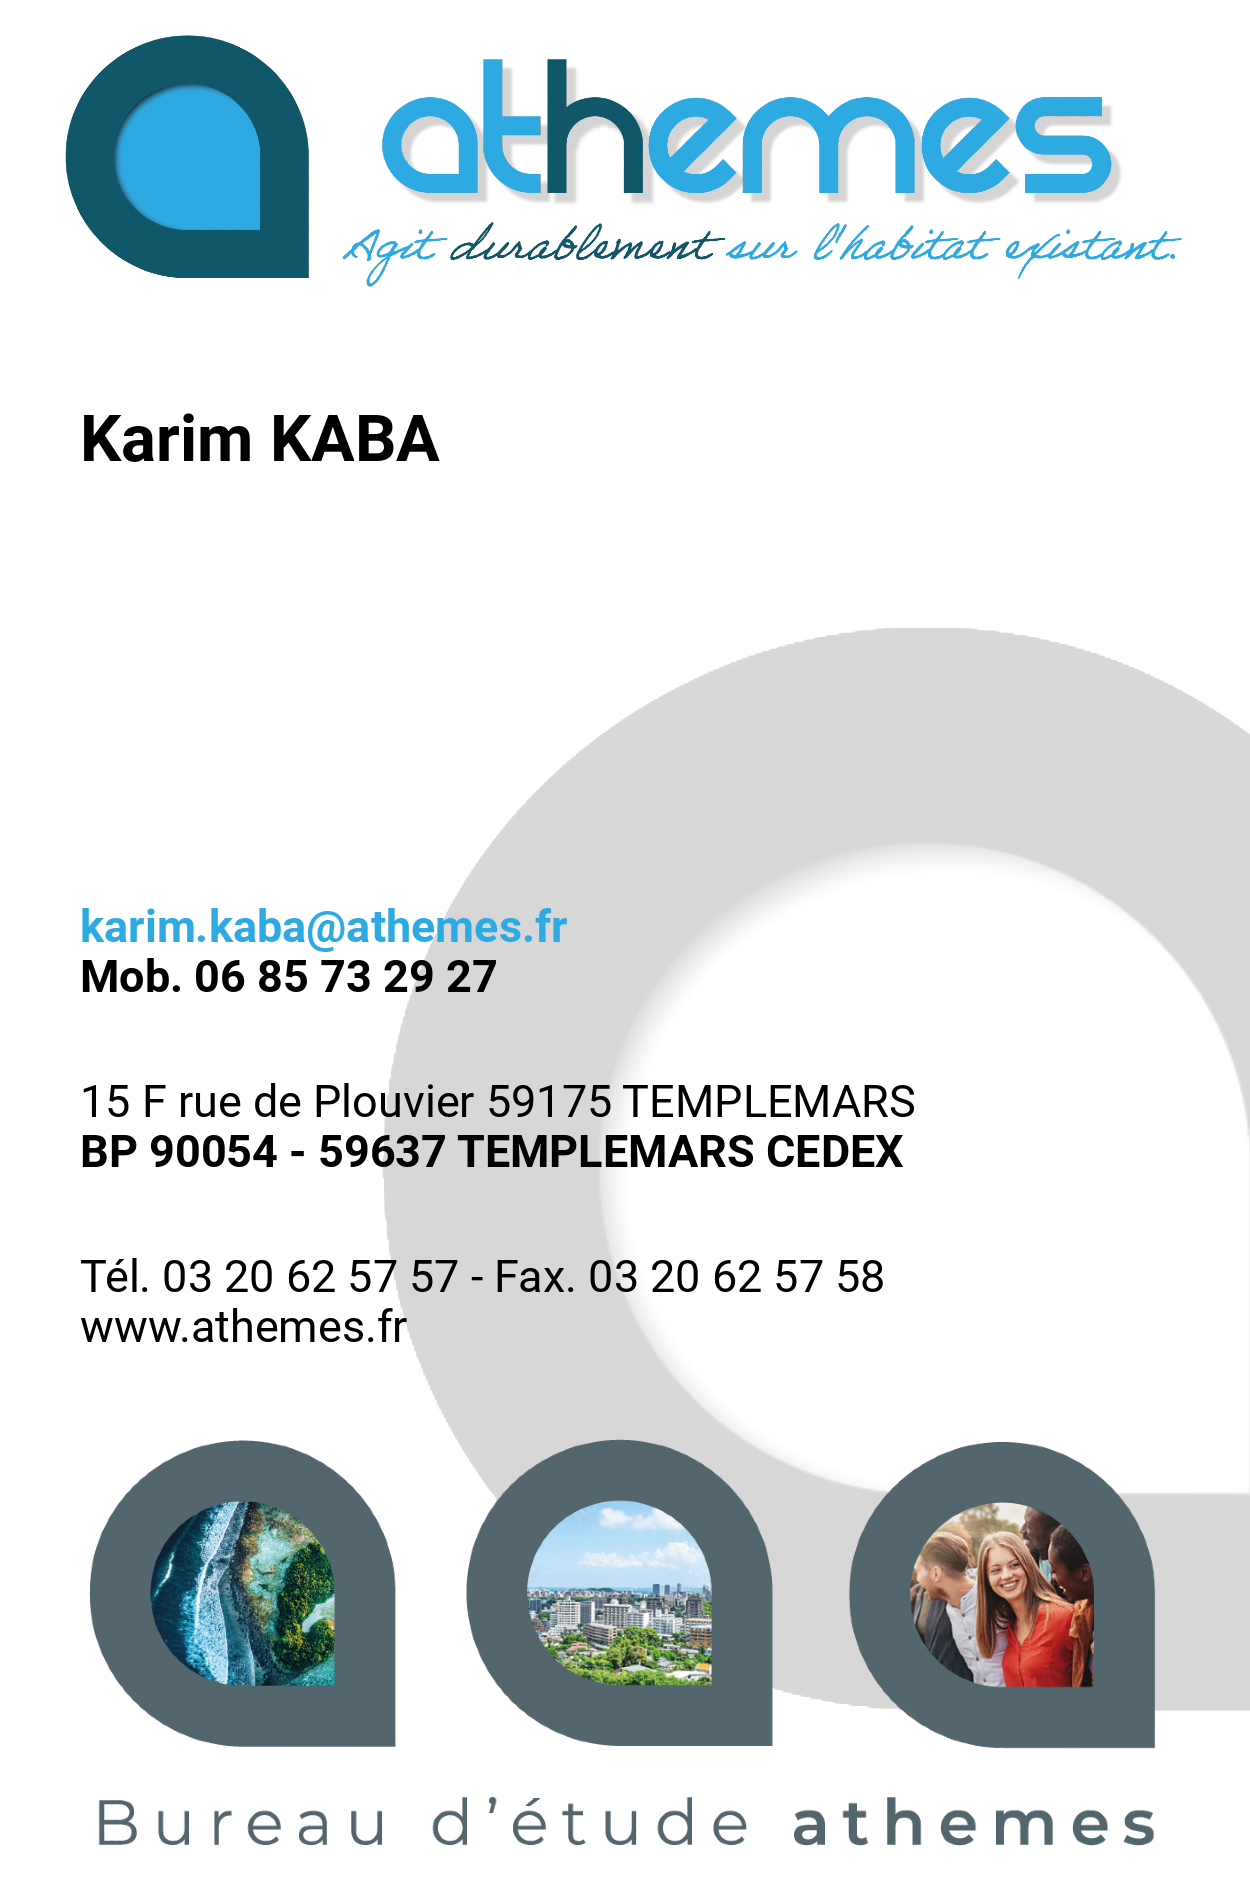 athemes
Agit durablement sur l'habitat existant.
Karim KABA
karim.kaba@athemes.fr
Mob. 06 85 73 29 27
15 F rue de Plouvier 59175 TEMPLEMARS
BP 90054 - 59637 TEMPLEMARS CEDEX
Tél. 03 20 62 57 57 - Fax. 03 20 62 57 58
www.athemes.fr
Bureau d’étude athemes